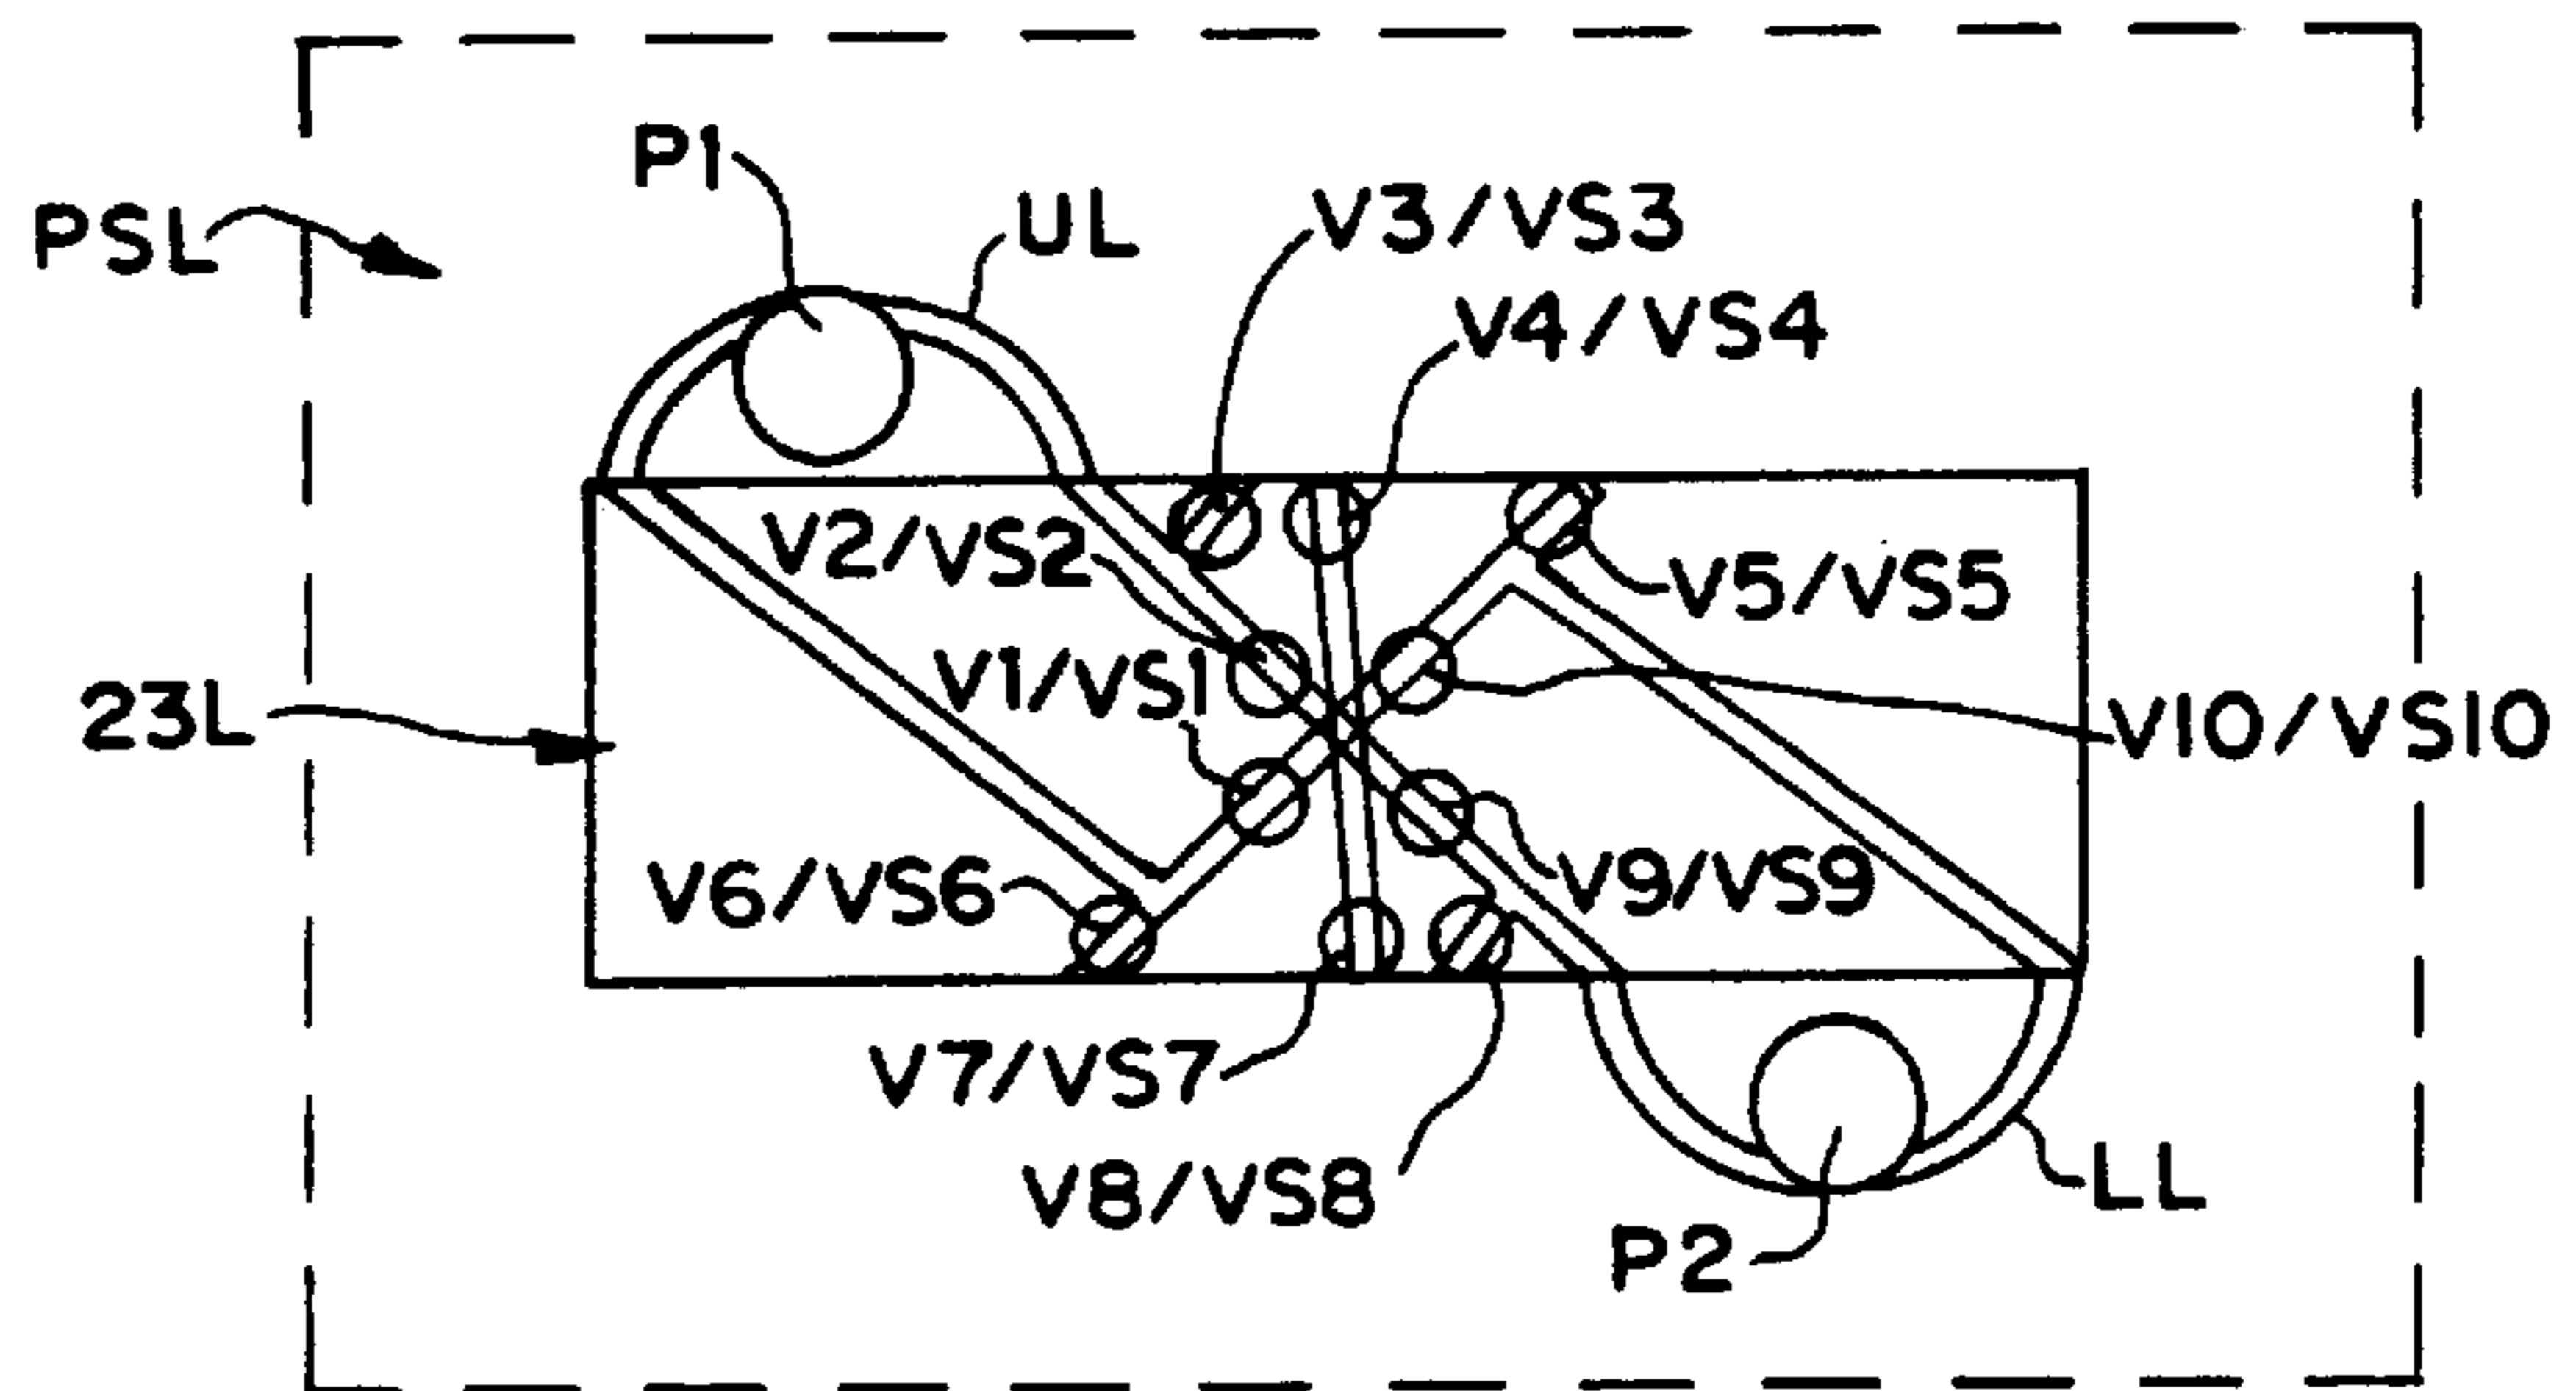 P1
PSL
UL
V3/VS3
V4/VS4
V2/VS2
V5/VS5
V1/VS1
23L
V10/VS10
V6/VS6
V9/VS9
V7/VS7
V8/VS8
LL
P2